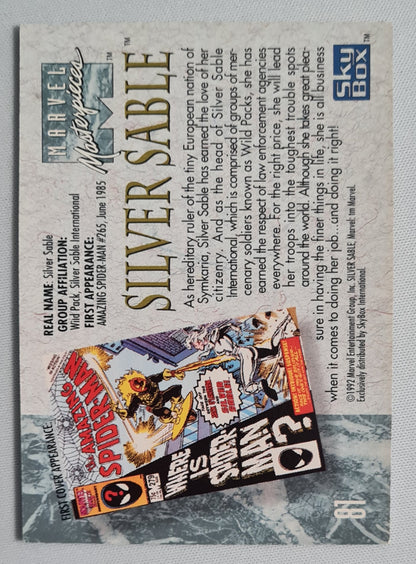 MARVEL
Masterpieces
TM
REAL NAME: Silver Sable
GROUP AFFILIATION:
Wild Pack, Silver Sable International
FIRST APPEARANCE:
AMAZING SPIDER-MAN #265, June 1985
SILVER SABLE™
As hereditary ruler of the tiny European nation of
Symkaria, Silver Sable has earned the love of her
citizenry. And as the head of Silver Sable
International, which is comprised of groups of mer-
cenary soldiers known as Wild Packs, she has
earned the respect of law enforcement agencies
everywhere. For the right price, she will lead
her troops into the toughest trouble spots
around the world. Although she takes great plea-
sure in having the finer things in life, she is all business
when it comes to doing her job...and doing it right!
©1992 Marvel Entertainment Group, Inc. SILVER SABLE, Marvel: tm Marvel.
Exclusively distributed by SkyBox International.
SkyBox™
FIRST COVER APPEARANCE:
THE AMAZING
SPIDER-MAN
WHERE IS
SPIDER-
MAN
?
81